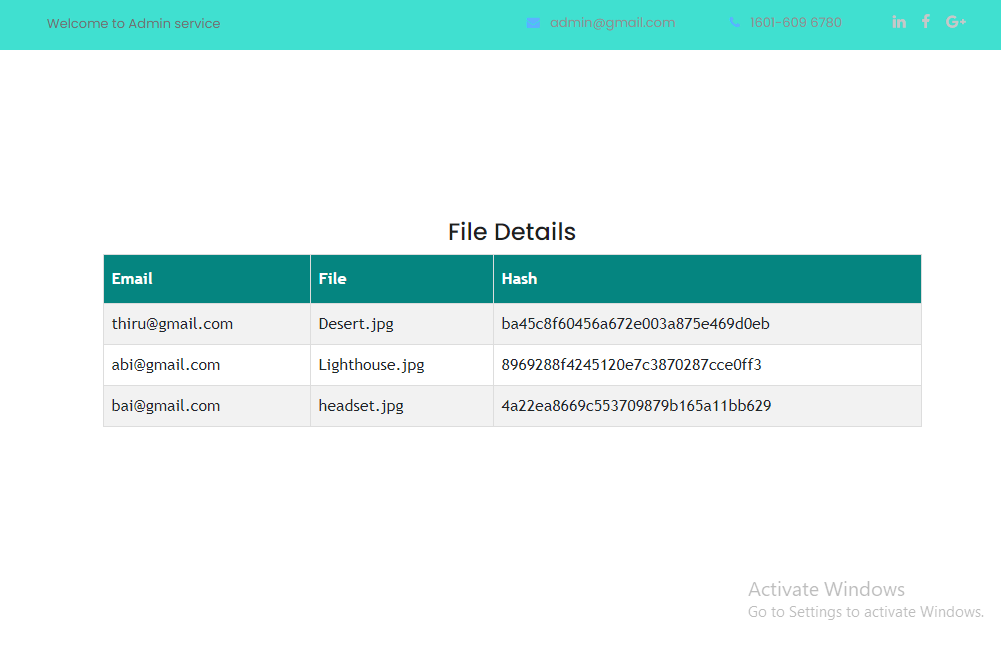 Welcome to Admin service admin@gmail.com 1601-609 6780 in f G+
File Details
Email File Hash
thiru@gmail.com Desert.jpg ba45c8f60456a672e003a875e469d0eb
abi@gmail.com Lighthouse.jpg 8969288f4245120e7c3870287cce0ff3
bai@gmail.com headset.jpg 4a22ea8669c553709879b165a11bb629
Activate Windows
Go to Settings to activate Windows.